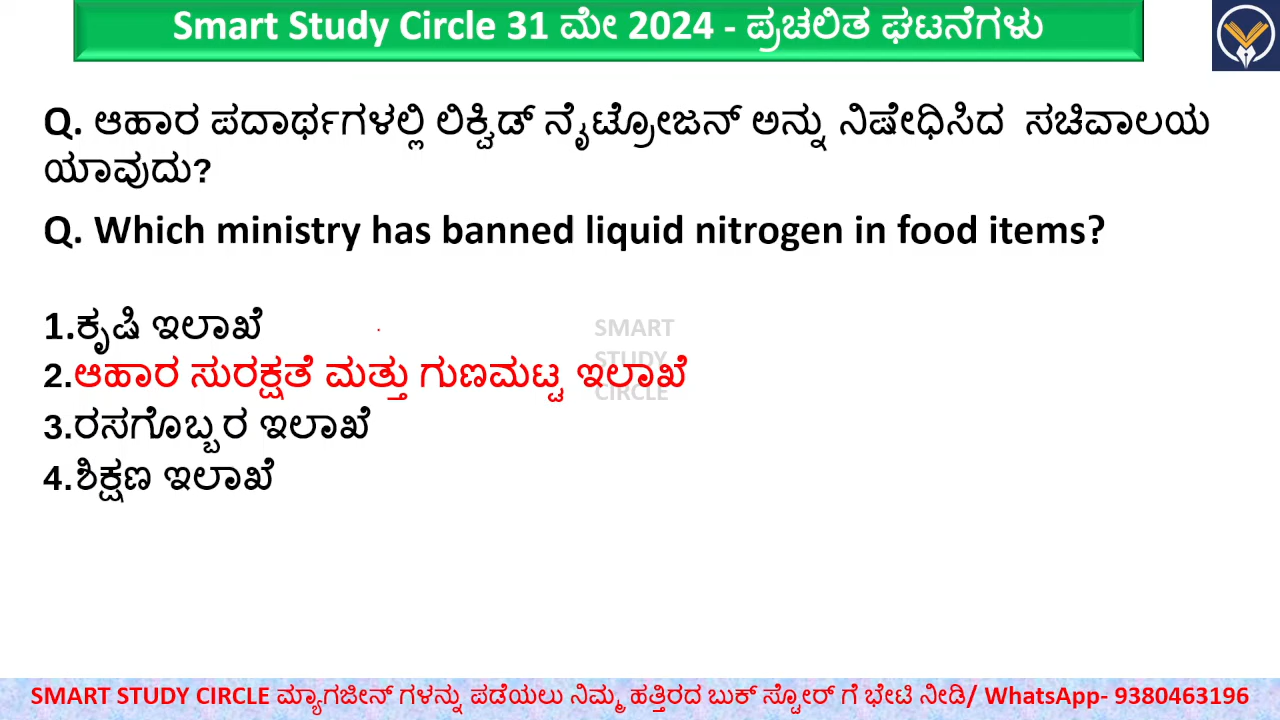 Smart Study Circle 31 ಮೇ 2024 - ಪ್ರಚಲಿತ ಘಟನೆಗಳು
Q. ಆಹಾರ ಪದಾರ್ಥಗಳಲ್ಲಿ ಲಿಕ್ವಿಡ್ ನೈಟ್ರೋಜನ್ ಅನ್ನು ನಿಷೇಧಿಸಿದ ಸಚಿವಾಲಯ
ಯಾವುದು?
Q. Which ministry has banned liquid nitrogen in food items?
1.ಕೃಷಿ ಇಲಾಖೆ
2.ಆಹಾರ ಸುರಕ್ಷತೆ ಮತ್ತು ಗುಣಮಟ್ಟ ಇಲಾಖೆ
3.ರಸಗೊಬ್ಬರ ಇಲಾಖೆ
4.ಶಿಕ್ಷಣ ಇಲಾಖೆ
SMART
STUDY
CIRCLE
SMART STUDY CIRCLE ಮ್ಯಾಗಜೀನ್ ಗಳನ್ನು ಪಡೆಯಲು ನಿಮ್ಮ ಹತ್ತಿರದ ಬುಕ್ ಸ್ಟೋರ್ ಗೆ ಭೇಟಿ ನೀಡಿ/ WhatsApp- 9380463196